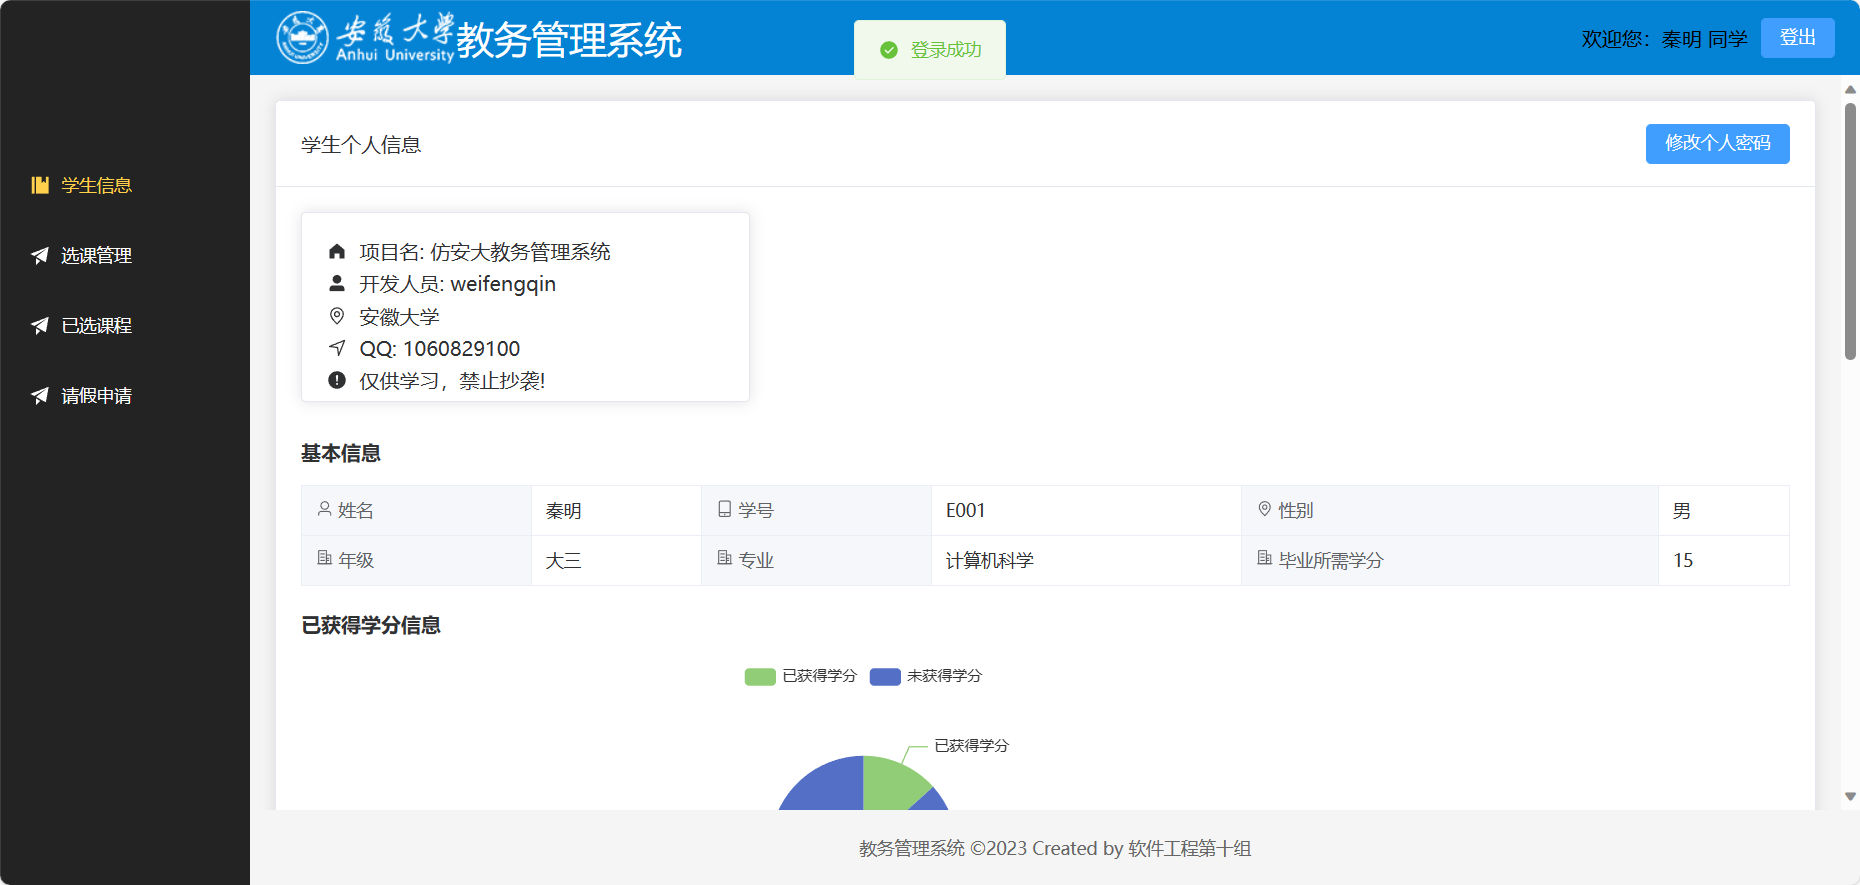 安徽大学
Anhui University
教务管理系统
登录成功
欢迎您：秦明 同学
登出
学生信息
选课管理
已选课程
请假申请
学生个人信息
修改个人密码
项目名: 仿安大教务管理系统
开发人员: weifengqin
安徽大学
QQ: 1060829100
仅供学习，禁止抄袭!
基本信息
姓名 秦明 学号 E001 性别 男
年级 大三 专业 计算机科学 毕业所需学分 15
已获得学分信息
已获得学分 未获得学分
已获得学分
教务管理系统 ©2023 Created by 软件工程第十组